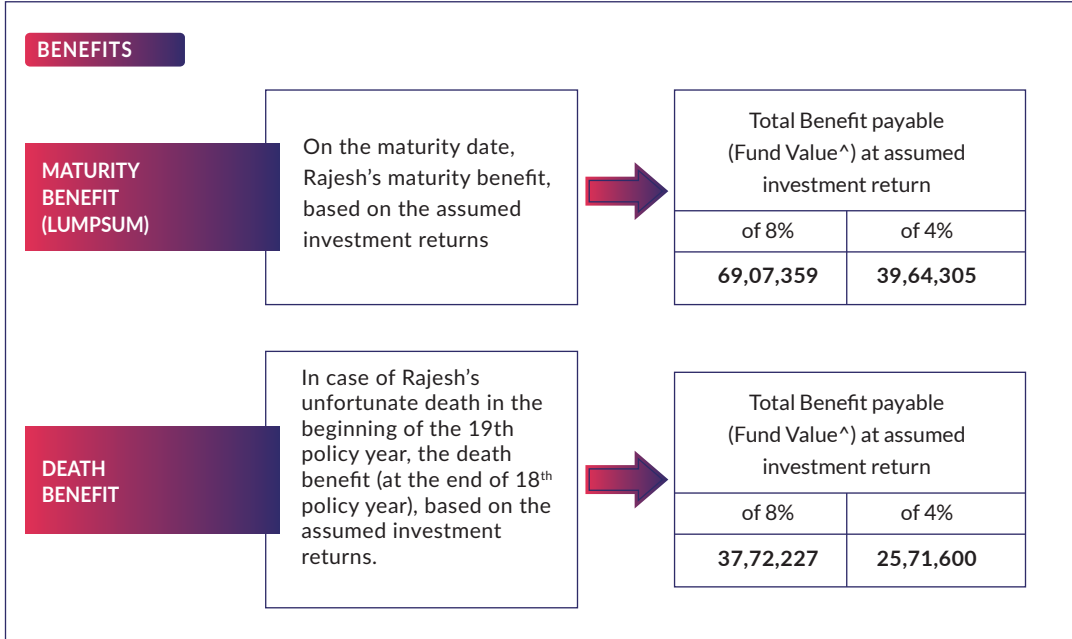 BENEFITS
MATURITY
BENEFIT
(LUMPSUM)
On the maturity date,
Rajesh’s maturity benefit,
based on the assumed
investment returns
Total Benefit payable
(Fund Value^) at assumed
investment return
of 8% of 4%
69,07,359 39,64,305
DEATH
BENEFIT
In case of Rajesh’s
unfortunate death in the
beginning of the 19th
policy year, the death
benefit (at the end of 18th
policy year), based on the
assumed investment
returns.
Total Benefit payable
(Fund Value^) at assumed
investment return
of 8% of 4%
37,72,227 25,71,600